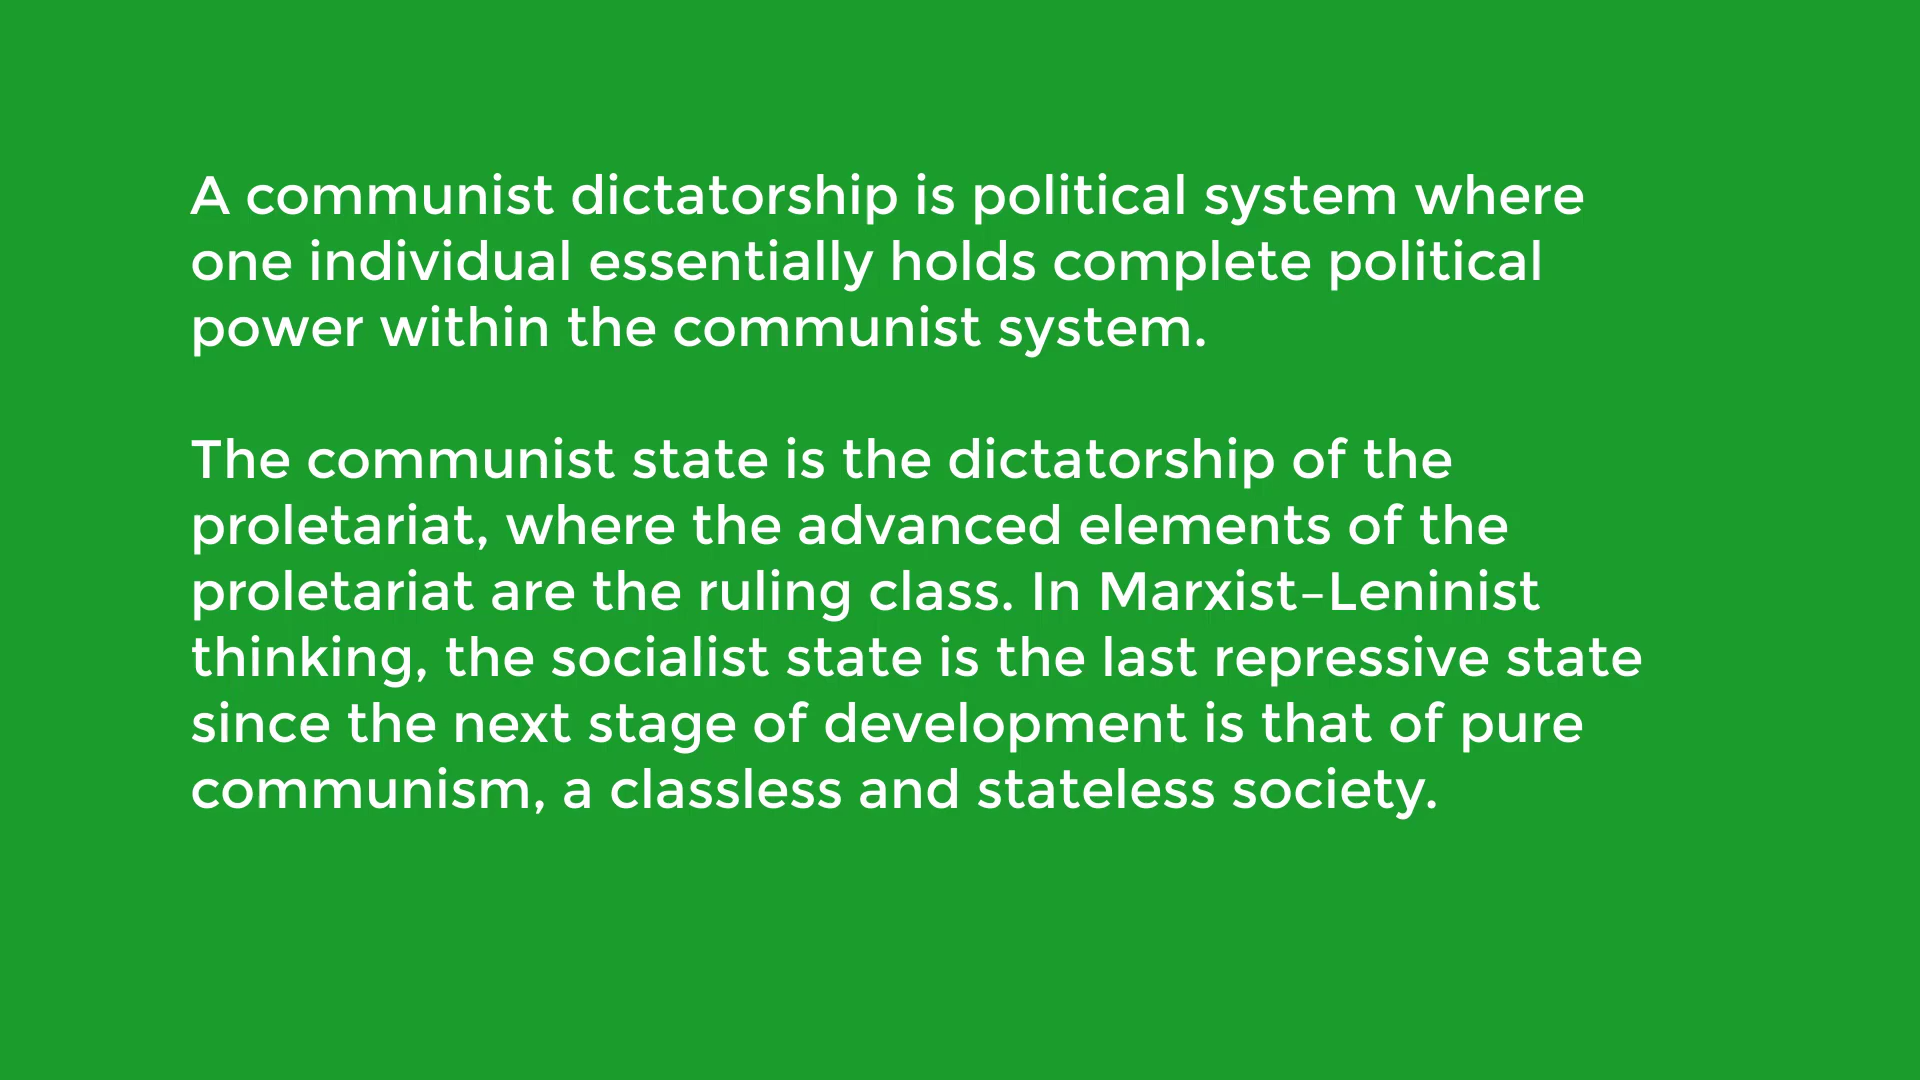 A communist dictatorship is political system where
one individual essentially holds complete political
power within the communist system.
The communist state is the dictatorship of the
proletariat, where the advanced elements of the
proletariat are the ruling class. In Marxist–Leninist
thinking, the socialist state is the last repressive state
since the next stage of development is that of pure
communism, a classless and stateless society.